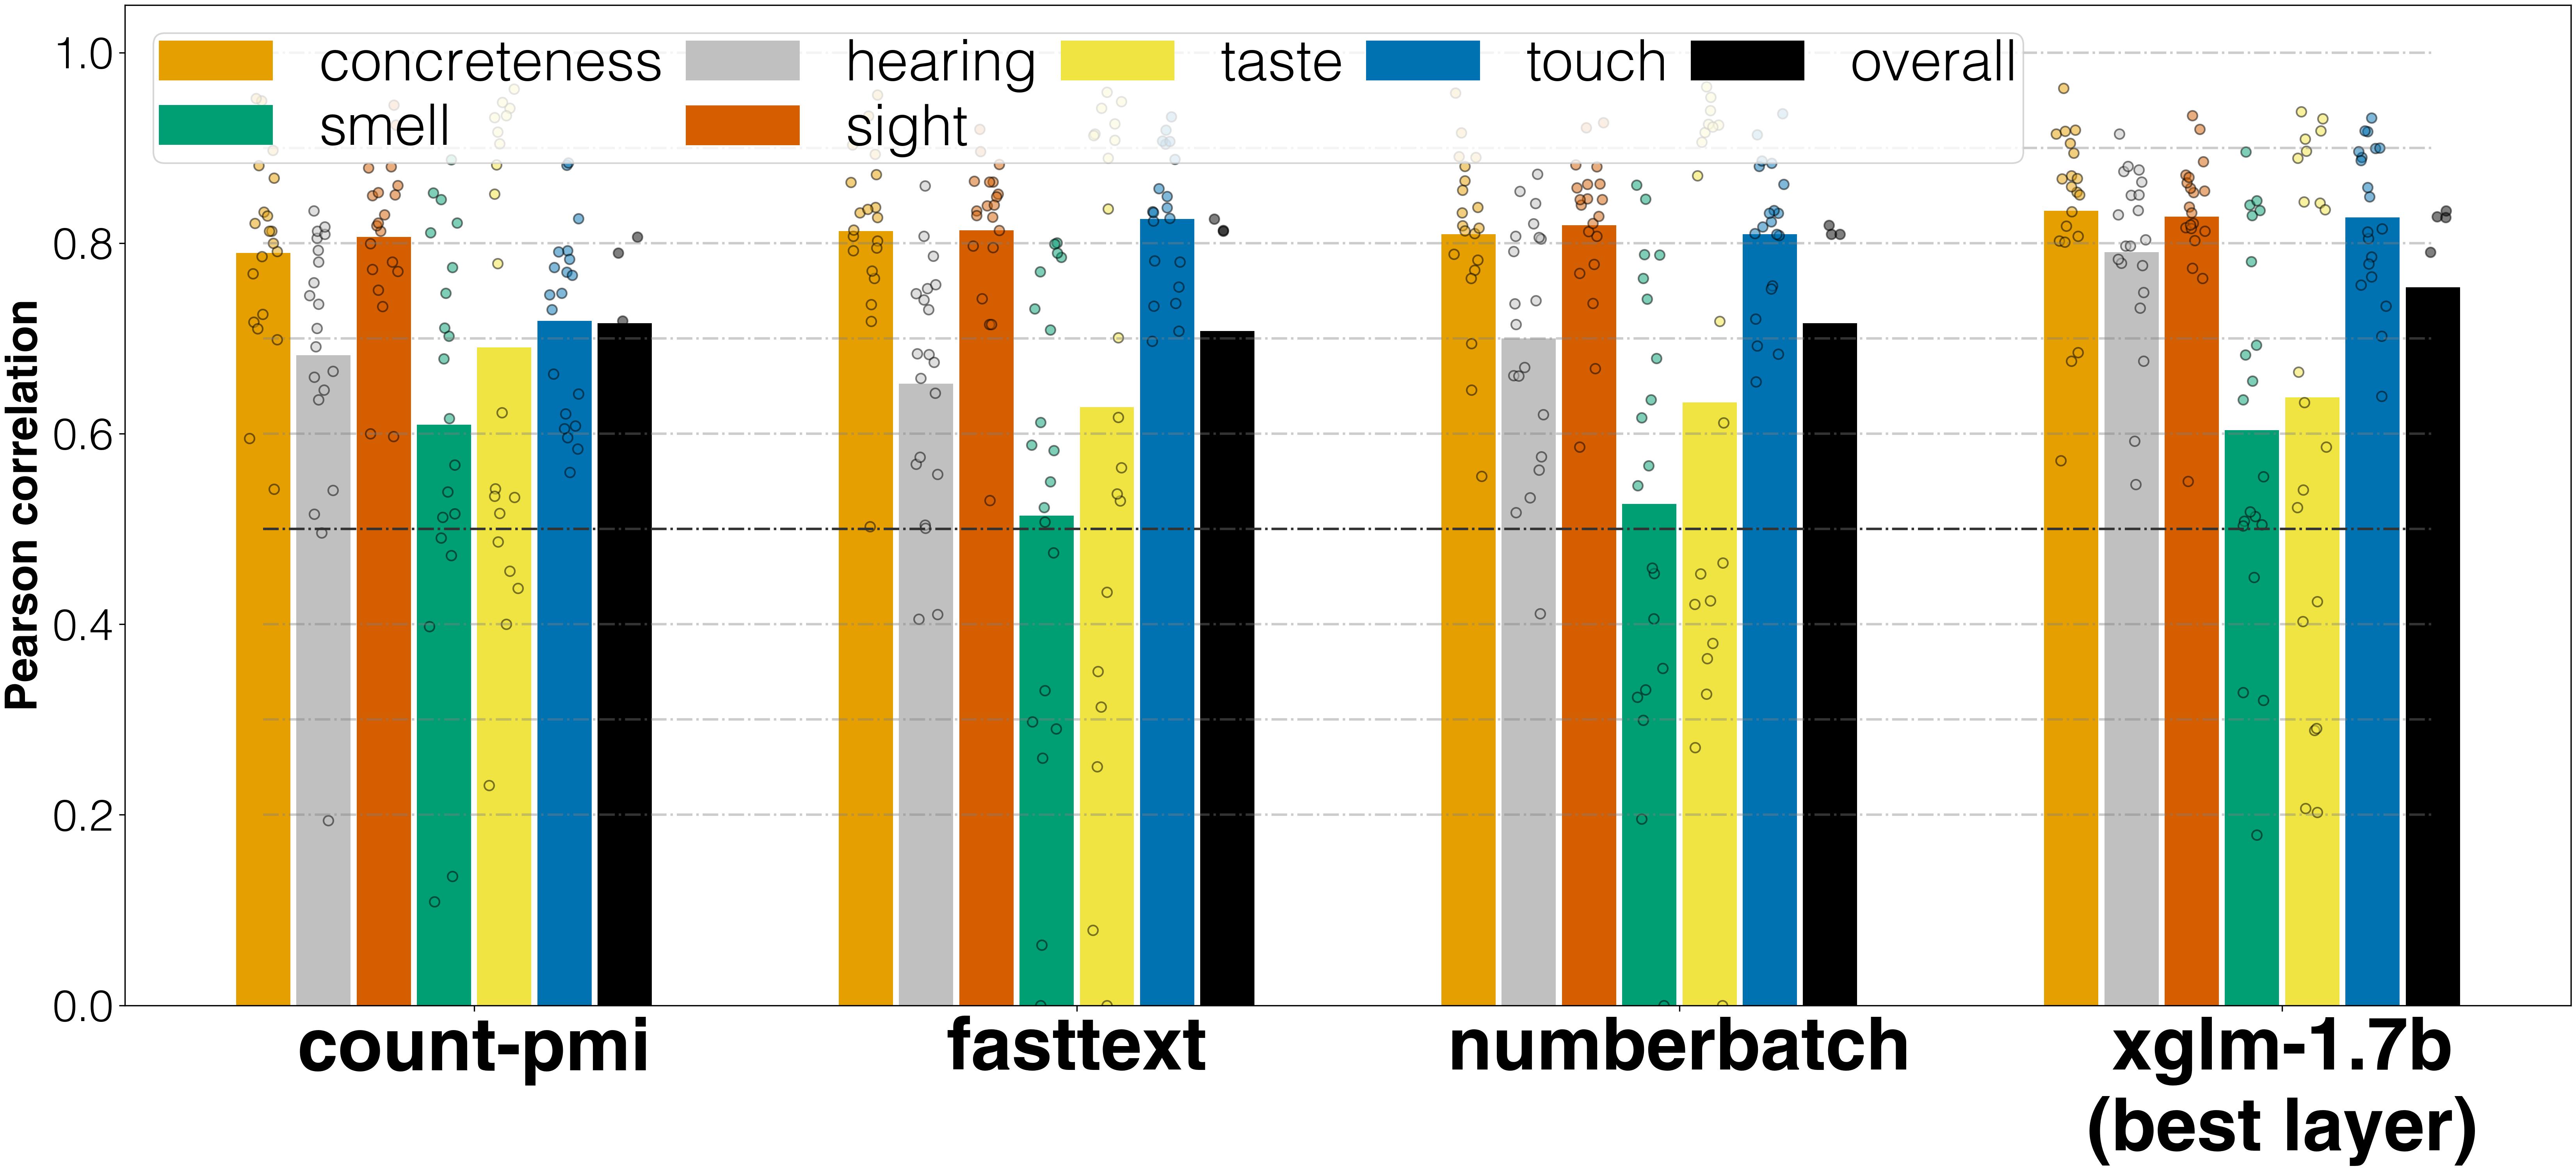 concreteness hearing taste touch overall
smell sight
Pearson correlation
1.0
0.8
0.6
0.4
0.2
0.0
count-pmi fasttext numberbatch xglm-1.7b
(best layer)